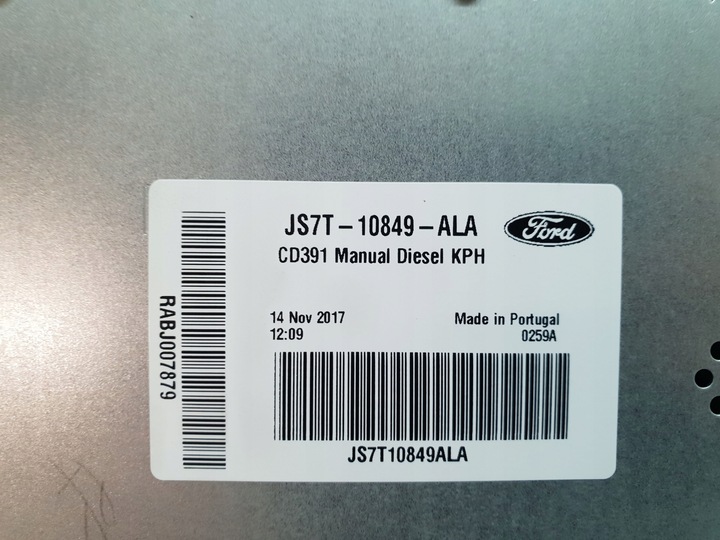 JS7T-10849-ALA
Ford
CD391 Manual Diesel KPH
14 Nov 2017
12:09
Made in Portugal
0259A
JS7T10849ALA
RABJ007879